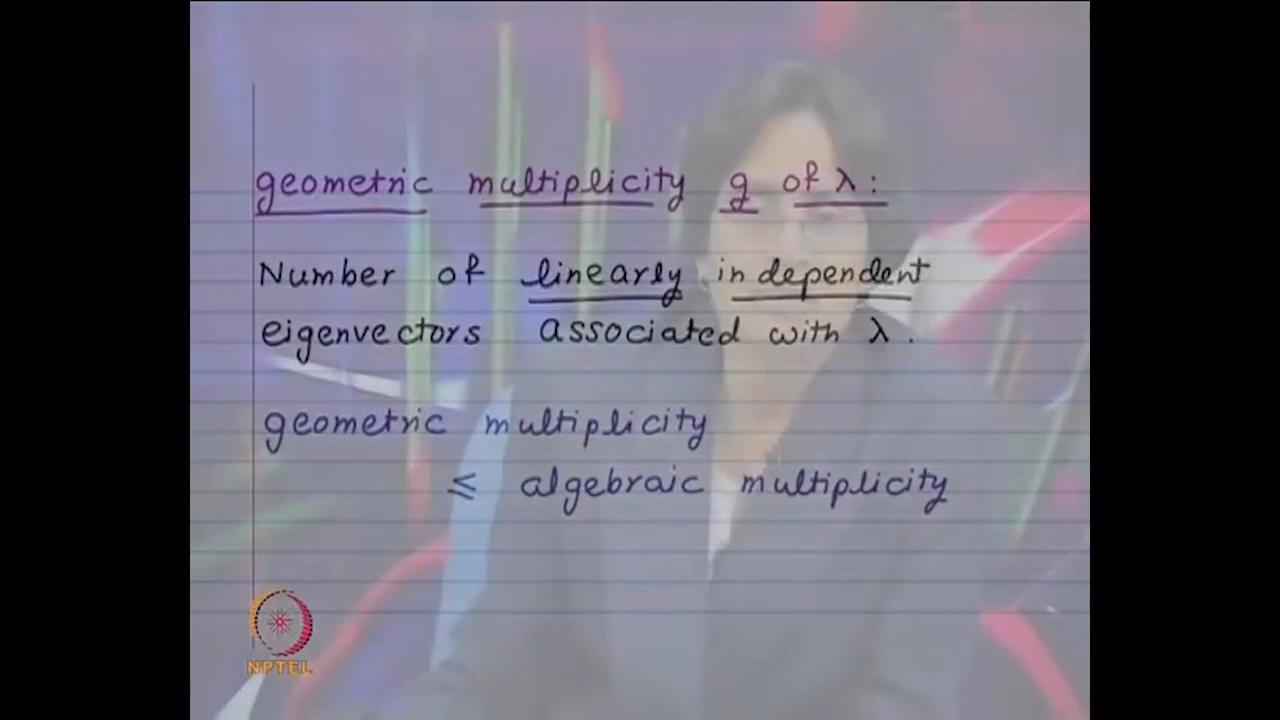 geometric multiplicity g of λ:
Number of linearly independent
eigenvectors associated with λ.
geometric multiplicity
≤ algebraic multiplicity
NPTEL